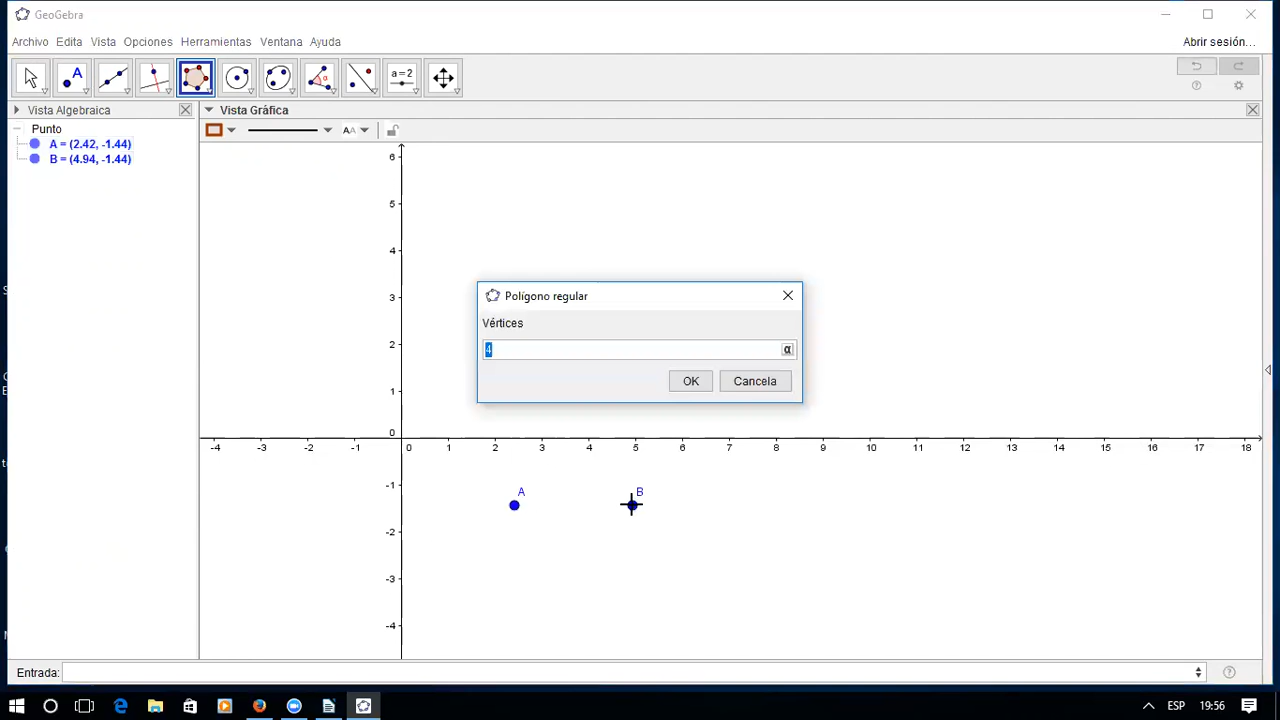 GeoGebra
Archivo Edita Vista Opciones Herramientas Ventana Ayuda
Abrir sesión...
A
α
a=2
Vista Algebraica
Vista Gráfica
AA
Punto
A = (2.42, -1.44)
B = (4.94, -1.44)
6
5
4
3
2
1
0
-1
-2
-3
-4
-4 -3 -2 -1 0 1 2 3 4 5 6 7 8 9 10 11 12 13 14 15 16 17 18
Polígono regular
Vértices
4
α
OK Cancela
A
B
Entrada:
ESP 19:56